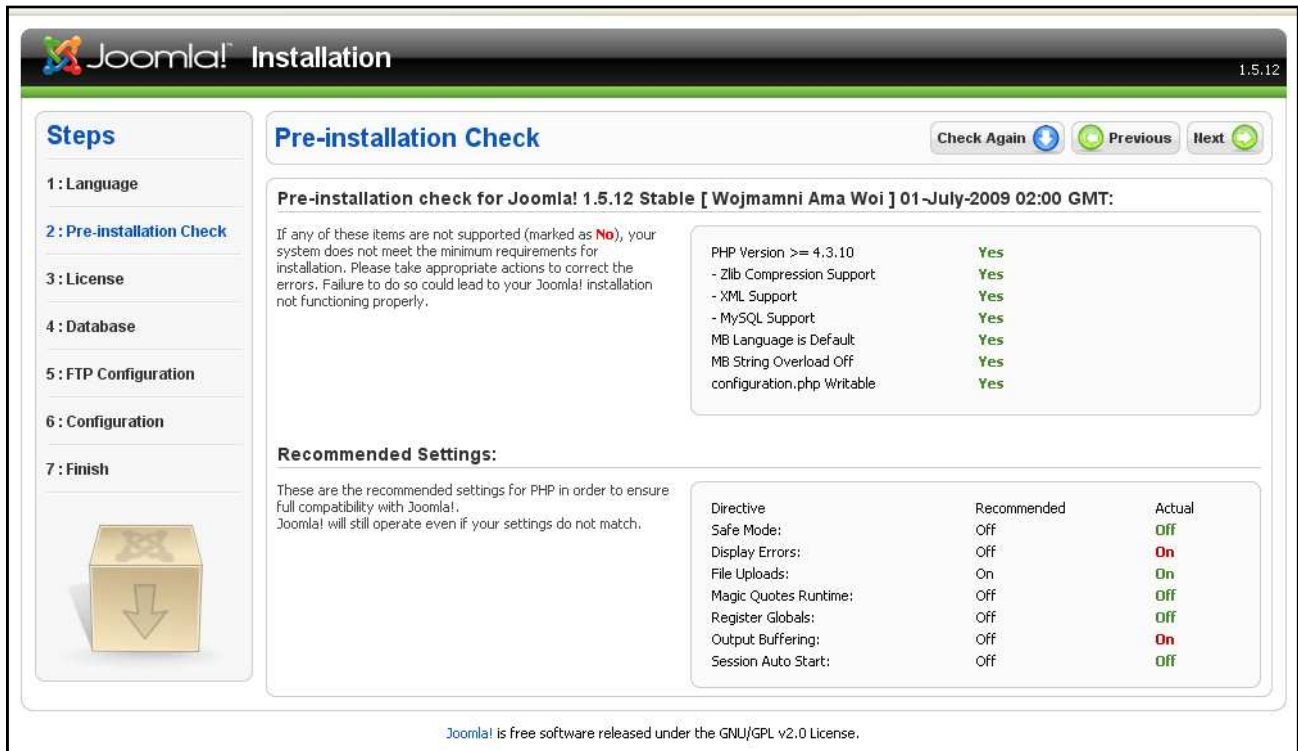 Joomla! Installation
1.5.12
Steps
1 : Language
2 : Pre-installation Check
3 : License
4 : Database
5 : FTP Configuration
6 : Configuration
7 : Finish
Pre-installation Check
Check Again
Previous
Next
Pre-installation check for Joomla! 1.5.12 Stable [ Wojmamni Ama Woi ] 01-July-2009 02:00 GMT:
If any of these items are not supported (marked as No), your
system does not meet the minimum requirements for
installation. Please take appropriate actions to correct the
errors. Failure to do so could lead to your Joomla! installation
not functioning properly.
PHP Version >= 4.3.10 Yes
- Zlib Compression Support Yes
- XML Support Yes
- MySQL Support Yes
MB Language is Default Yes
MB String Overload Off Yes
configuration.php Writable Yes
Recommended Settings:
These are the recommended settings for PHP in order to ensure
full compatibility with Joomla!.
Joomla! will still operate even if your settings do not match.
Directive Recommended Actual
Safe Mode: Off Off
Display Errors: Off On
File Uploads: On On
Magic Quotes Runtime: Off Off
Register Globals: Off Off
Output Buffering: Off On
Session Auto Start: Off Off
Joomla! is free software released under the GNU/GPL v2.0 License.